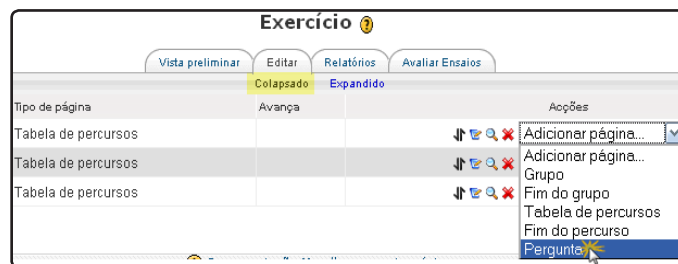 Exercício
Vista preliminar Editar Relatórios Avaliar Ensaios
Colapsado Expandido
Tipo de página Avança Acções
Tabela de percursos Adicionar página...
Tabela de percursos Adicionar página...
Grupo
Fim do grupo
Tabela de percursos Tabela de percursos
Fim do percurso
Pergunta